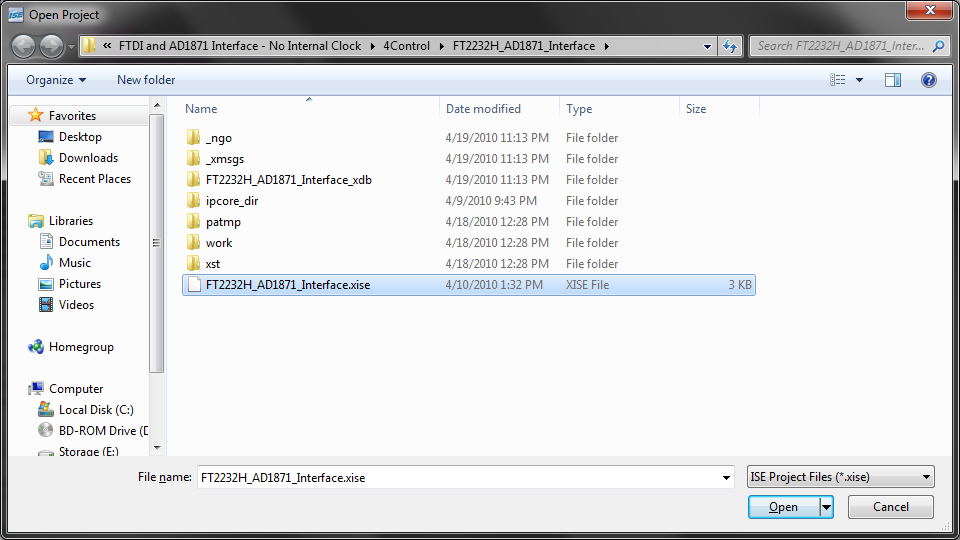 ISE Open Project
« FTDI and AD1871 Interface - No Internal Clock 4Control FT2232H_AD1871_Interface Search FT2232H_AD1871_Inter...
Organize New folder ?
Name Date modified Type Size
Favorites
Desktop
Downloads
Recent Places
Libraries
Documents
Music
Pictures
Videos
Homegroup
Computer
Local Disk (C:)
BD-ROM Drive (D
Storage (E:)
_ngo 4/19/2010 11:13 PM File folder
_xmsgs 4/19/2010 11:13 PM File folder
FT2232H_AD1871_Interface_xdb 4/19/2010 11:13 PM File folder
ipcore_dir 4/9/2010 9:43 PM File folder
patmp 4/18/2010 12:28 PM File folder
work 4/18/2010 12:28 PM File folder
xst 4/18/2010 12:28 PM File folder
FT2232H_AD1871_Interface.xise 4/10/2010 1:32 PM XISE File 3 KB
File name: FT2232H_AD1871_Interface.xise ISE Project Files (*.xise)
Open Cancel